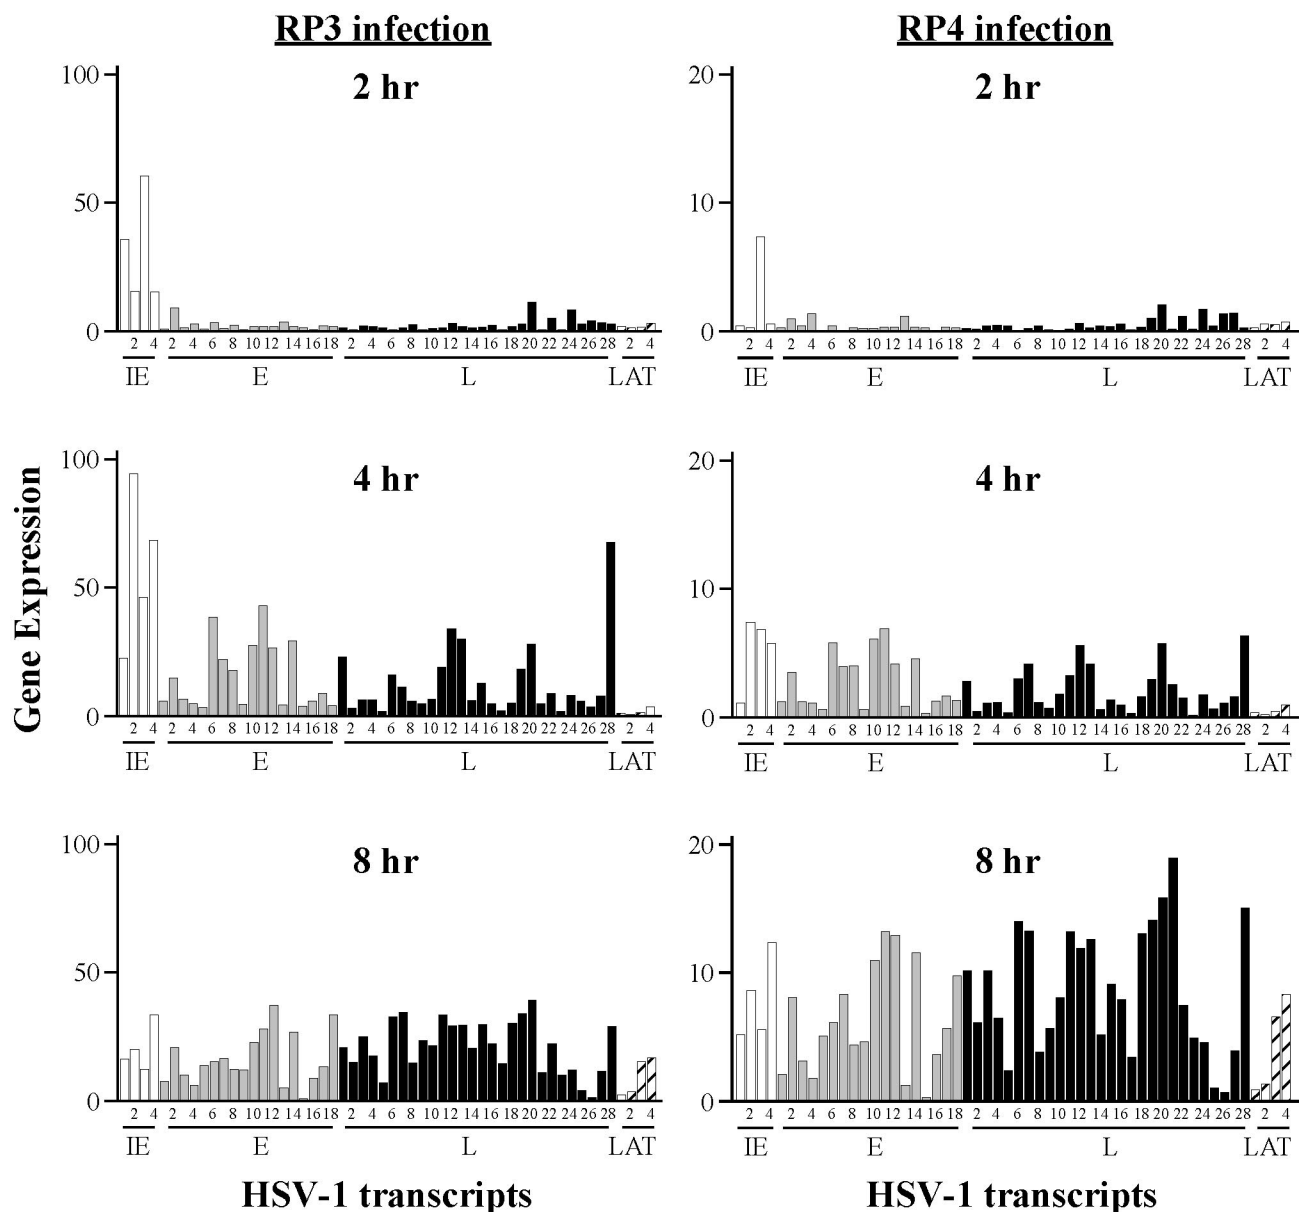 RP3 infection RP4 infection
2 hr 2 hr
100 20
50 10
0 0
2 4 2 4 6 8 10 12 14 16 18 2 4 6 8 10 12 14 16 18 20 22 24 26 28 2 4
2 4 2 4 6 8 10 12 14 16 18 2 4 6 8 10 12 14 16 18 20 22 24 26 28 2 4
IE E L LAT IE E L LAT
Gene Expression
4 hr 4 hr
100 20
50 10
0 0
2 4 2 4 6 8 10 12 14 16 18 2 4 6 8 10 12 14 16 18 20 22 24 26 28 2 4
2 4 2 4 6 8 10 12 14 16 18 2 4 6 8 10 12 14 16 18 20 22 24 26 28 2 4
IE E L LAT IE E L LAT
8 hr 8 hr
100 20
50 10
0 0
2 4 2 4 6 8 10 12 14 16 18 2 4 6 8 10 12 14 16 18 20 22 24 26 28 2 4
2 4 2 4 6 8 10 12 14 16 18 2 4 6 8 10 12 14 16 18 20 22 24 26 28 2 4
IE E L LAT IE E L LAT
HSV-1 transcripts HSV-1 transcripts